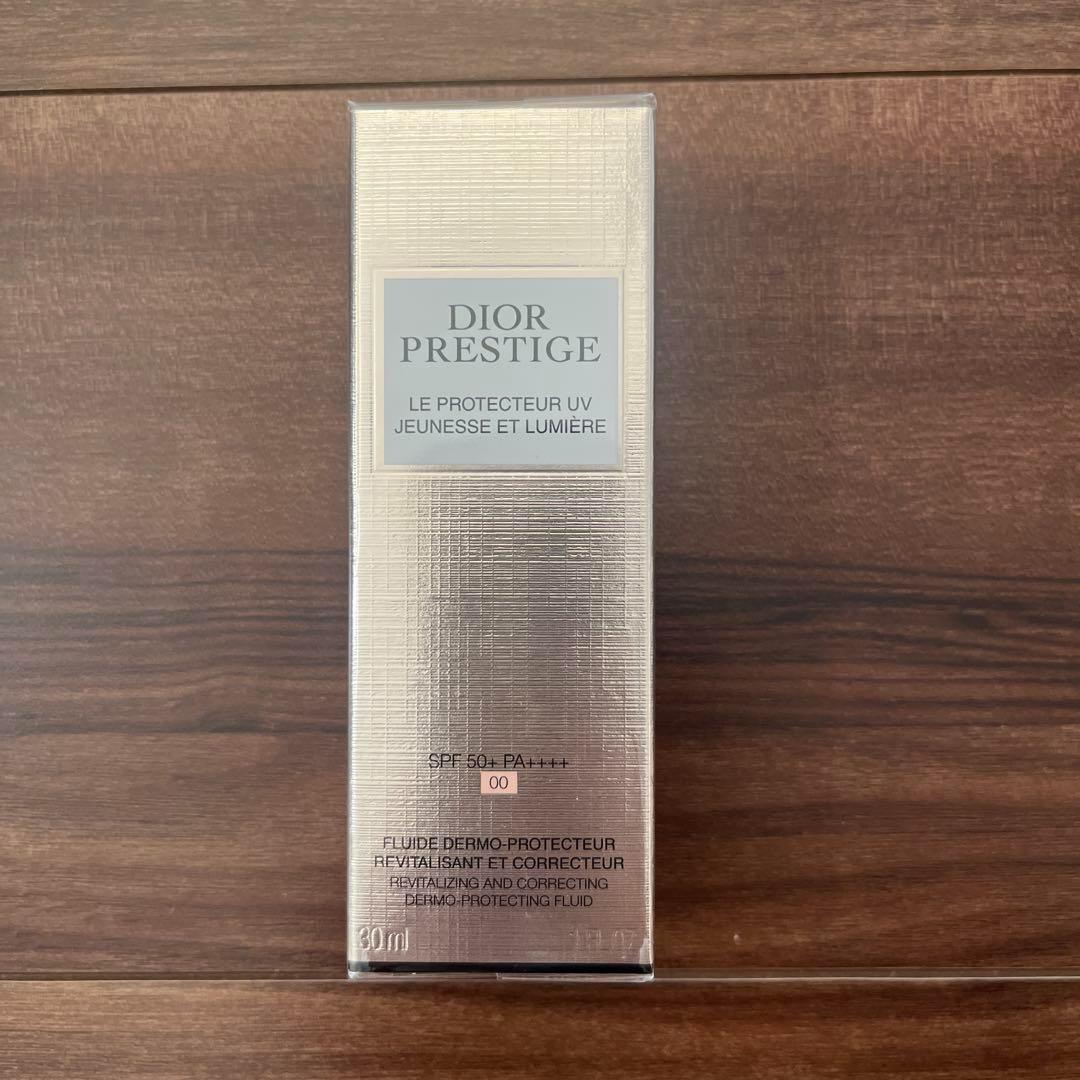 DIOR
PRESTIGE
LE PROTECTEUR UV
JEUNESSE ET LUMIÈRE
SPF 50+ PA++++
00
FLUIDE DERMO-PROTECTEUR
REVITALISANT ET CORRECTEUR
REVITALIZING AND CORRECTING
DERMO-PROTECTING FLUID
30 ml